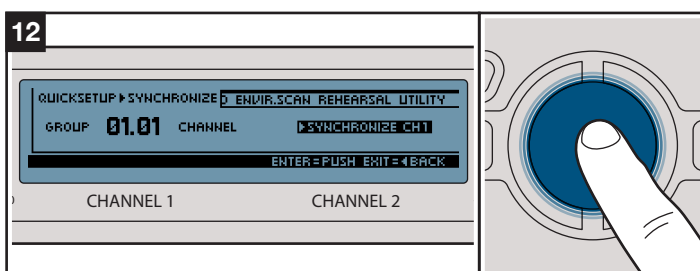 12
QUICKSETUP▶SYNCHRONIZE D ENVIR.SCAN REHEARSAL UTILITY
GROUP 01.01 CHANNEL ▶SYNCHRONIZE CH1
ENTER=PUSH EXIT=◀BACK
CHANNEL 1 CHANNEL 2